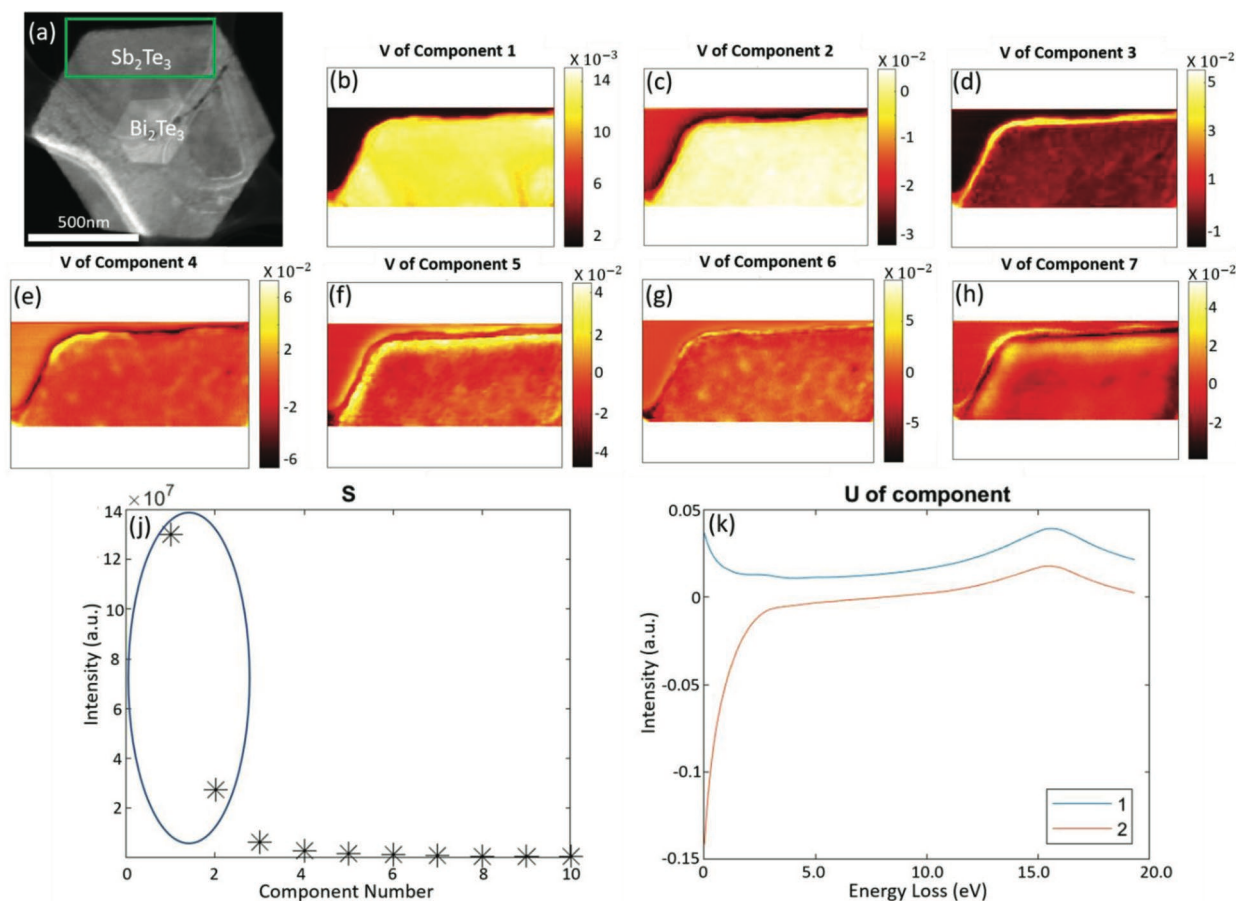 (a)
Sb₂Te₃
Bi₂Te₃
500nm
V of Component 1
(b)
X 10⁻³
14
10
6
2
V of Component 2
(c)
X 10⁻²
0
-1
-2
-3
V of Component 3
(d)
X 10⁻²
5
3
1
-1
V of Component 4
(e)
X 10⁻²
6
2
-2
-6
V of Component 5
(f)
X 10⁻²
4
2
0
-2
-4
V of Component 6
(g)
X 10⁻²
5
0
-5
V of Component 7
(h)
X 10⁻²
4
2
0
-2
S
(j)
×10⁷
14
12
10
8
6
4
2
0 2 4 6 8 10
Intensity (a.u.)
Component Number
U of component
(k)
0.05
0
-0.05
-0.1
-0.15
0 5.0 10.0 15.0 20.0
Intensity (a.u.)
Energy Loss (eV)
1
2